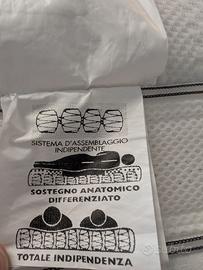 SISTEMA D'ASSEMBLAGGIO
INDIPENDENTE
SOSTEGNO ANATOMICO
DIFFERENZIATO
TOTALE INDIPENDENZA